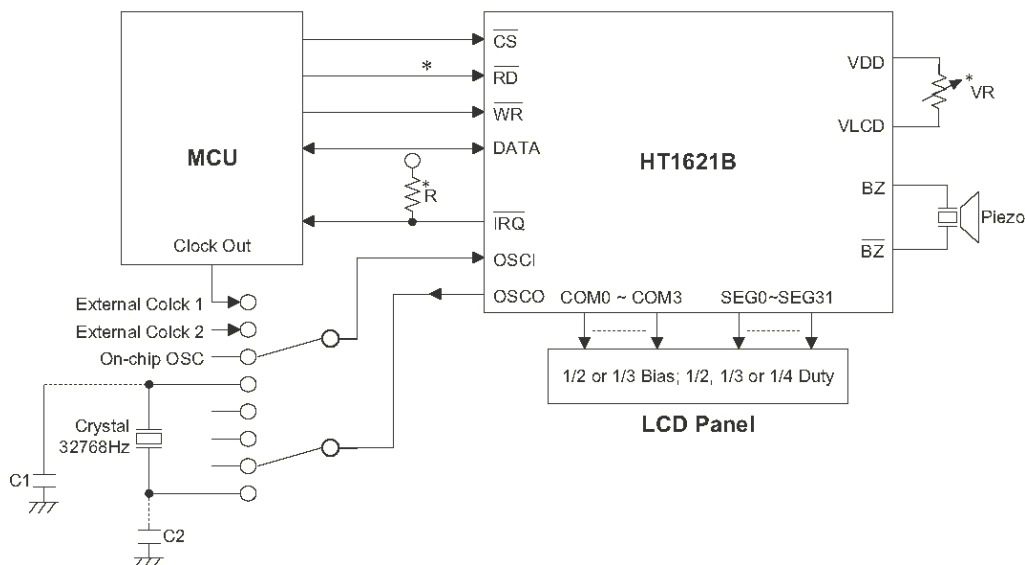 MCU
CS
*
RD
WR
DATA
*
R
IRQ
Clock Out
OSCI
OSCO
HT1621B
VDD
*
VR
VLCD
BZ
Piezo
BZ
COM0 ~ COM3
SEG0~SEG31
External Colck 1
External Colck 2
On-chip OSC
1/2 or 1/3 Bias; 1/2, 1/3 or 1/4 Duty
LCD Panel
Crystal
32768Hz
C1
C2